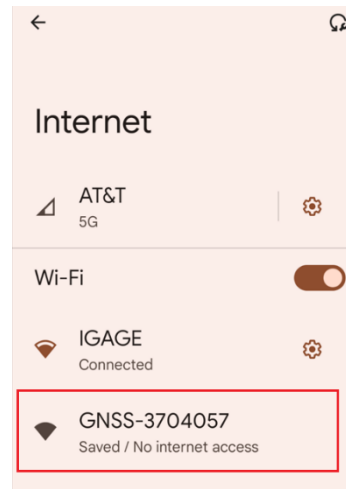 Internet
AT&T
5G
Wi-Fi
IGAGE
Connected
GNSS-3704057
Saved / No internet access